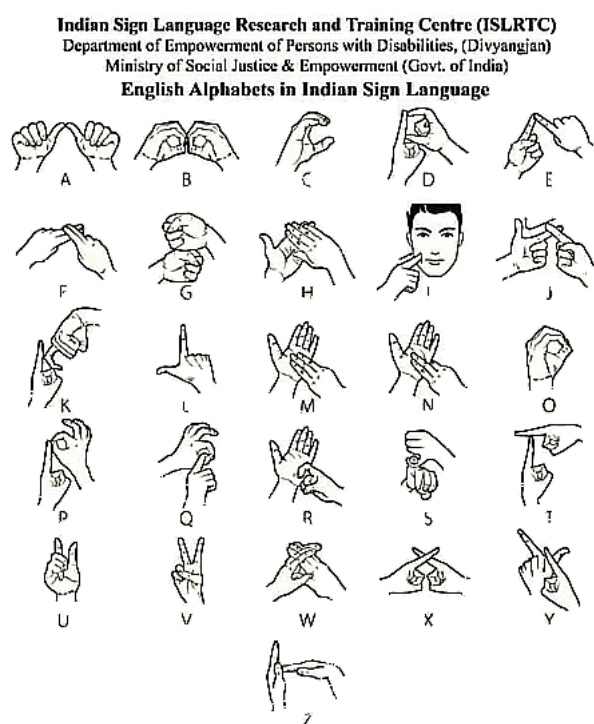 Indian Sign Language Research and Training Centre (ISLRTC)
Department of Empowerment of Persons with Disabilities, (Divyangjan)
Ministry of Social Justice & Empowerment (Govt. of India)
English Alphabets in Indian Sign Language
A B C D E
F G H I J
K L M N O
P Q R S T
U V W X Y
Z